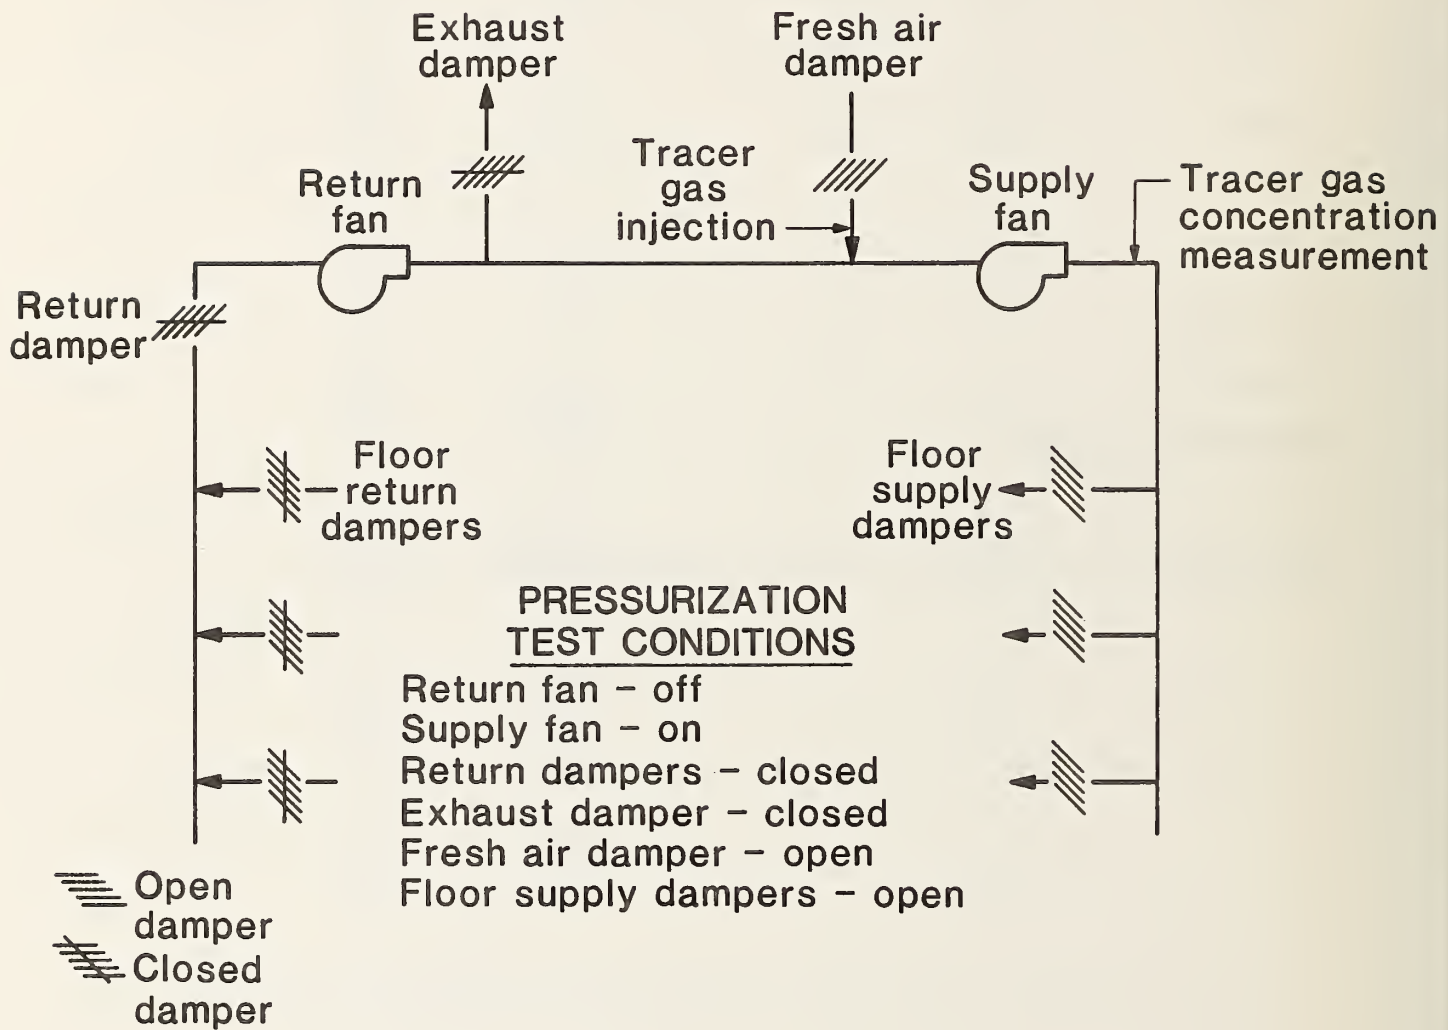 Exhaust
damper
Fresh air
damper
Tracer
gas
injection
Return
fan
Supply
fan
Tracer gas
concentration
measurement
Return
damper
Floor
return
dampers
Floor
supply
dampers
PRESSURIZATION
TEST CONDITIONS
Return fan – off
Supply fan – on
Return dampers – closed
Exhaust damper – closed
Fresh air damper – open
Floor supply dampers – open
Open
damper
Closed
damper